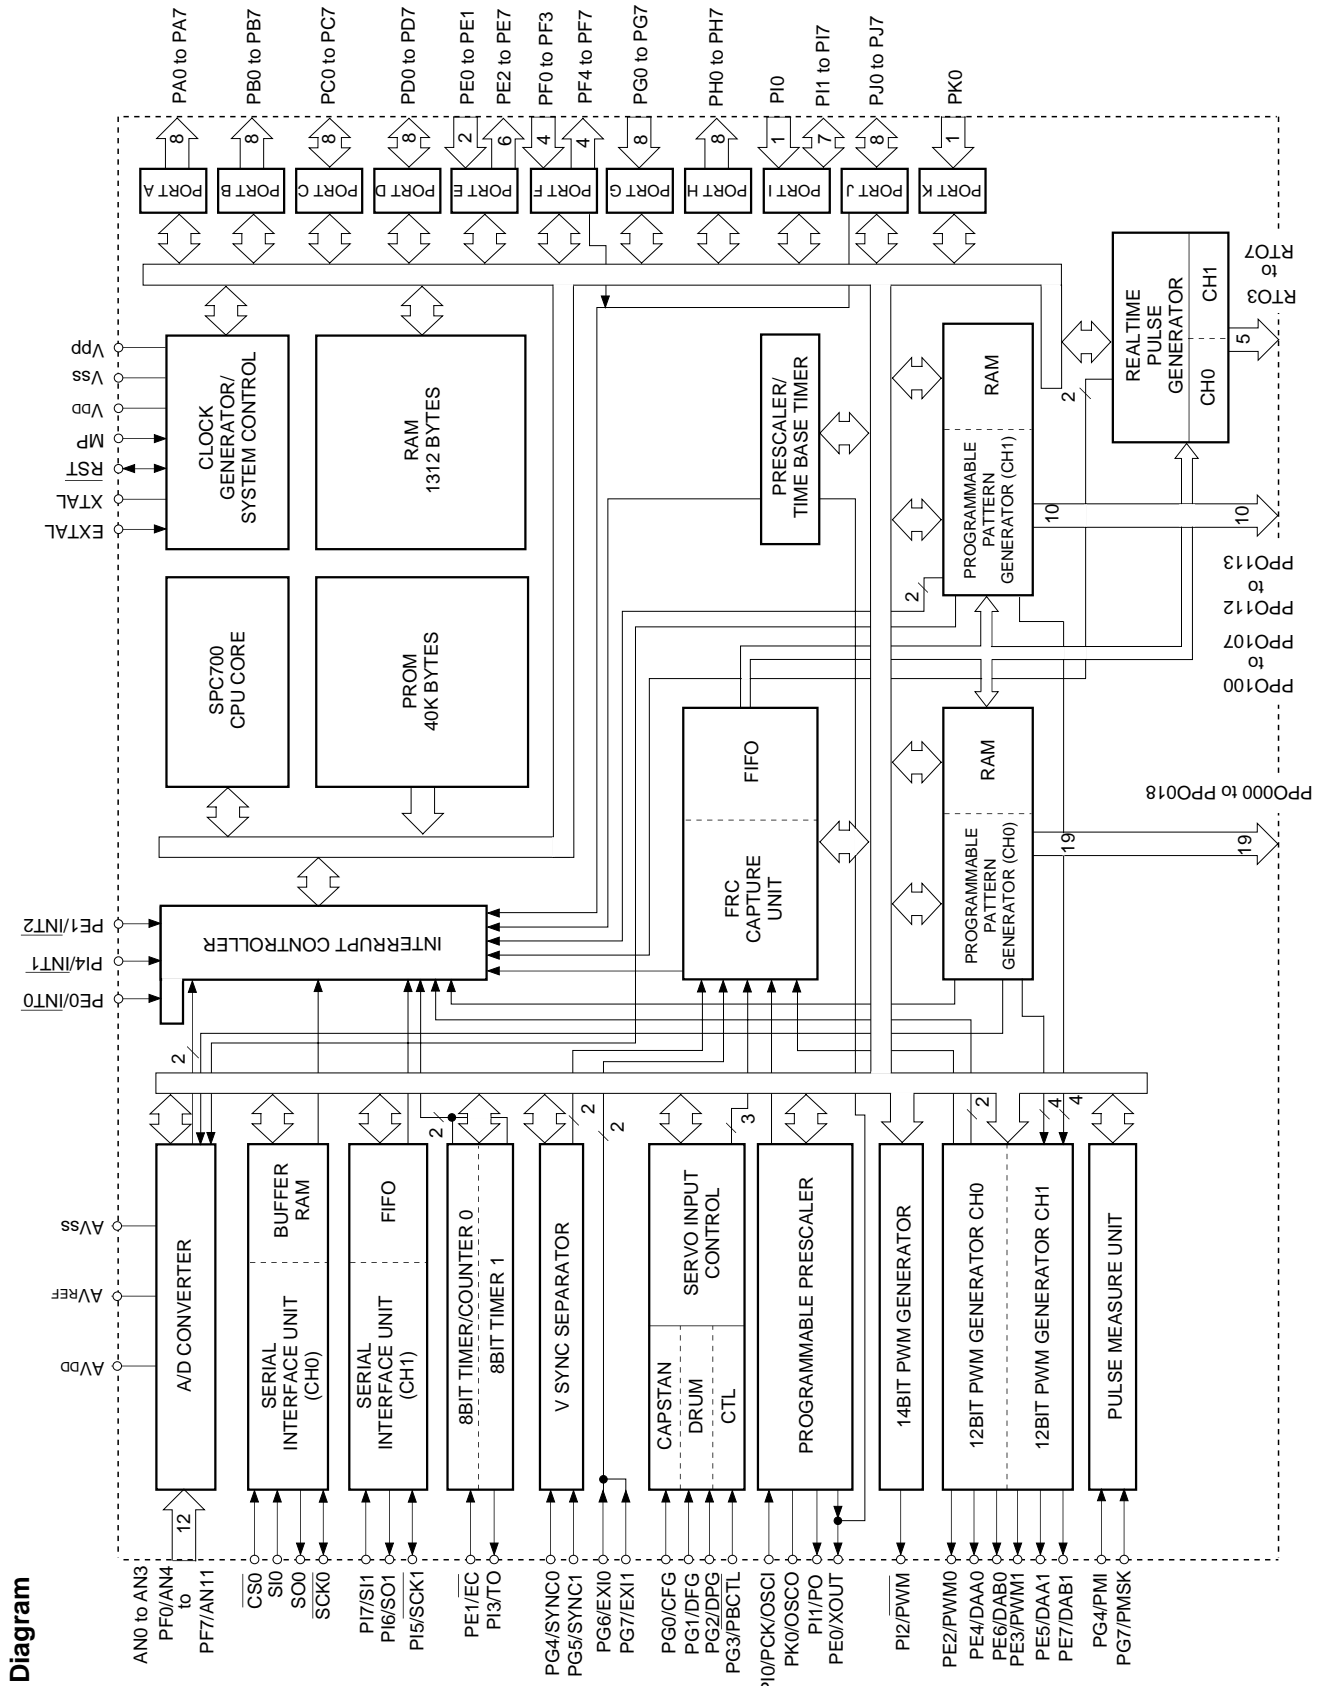 Diagram
AN0 to AN3
PF0/AN4
to
PF7/AN11
CS0
SI0
SO0
SCK0
PI7/SI1
PI6/SO1
PI5/SCK1
PE1/EC
PI3/TO
PG4/SYNC0
PG5/SYNC1
PG6/EXI0
PG7/EXI1
PG0/CFG
PG1/DFG
PG2/DPG
PG3/PBCTL
PI0/PCK/OSCI
PK0/OSCO
PI1/PO
PE0/XOUT
PI2/PWM
PE2/PWM0
PE4/DAA0
PE6/DAB0
PE3/PWM1
PE5/DAA1
PE7/DAB1
PG4/PMI
PG7/PMSK
12
AVDD
AVREF
AVSS
A/D CONVERTER
SERIAL
INTERFACE UNIT
(CH0)
BUFFER
RAM
SERIAL
INTERFACE UNIT
(CH1)
FIFO
8BIT TIMER/COUNTER 0
8BIT TIMER 1
V SYNC SEPARATOR
CAPSTAN
DRUM
CTL
SERVO INPUT
CONTROL
PROGRAMMABLE PRESCALER
14BIT PWM GENERATOR
12BIT PWM GENERATOR CH0
12BIT PWM GENERATOR CH1
PULSE MEASURE UNIT
2
2
2
2
3
2
4
4
PE0/INT0
PI4/INT1
PE1/INT2
INTERRUPT CONTROLLER
FRC
CAPTURE
UNIT
FIFO
PROGRAMMABLE
PATTERN
GENERATOR (CH0)
RAM
19
19
PPO000 to PPO018
SPC700
CPU CORE
PROM
40K BYTES
PPO100
to
PPO107
PPO112
to
PPO113
EXTAL
XTAL
RST
MP
VDD
VSS
Vpp
CLOCK
GENERATOR/
SYSTEM CONTROL
RAM
1312 BYTES
PRESCALER/
TIME BASE TIMER
PROGRAMMABLE
PATTERN
GENERATOR (CH1)
RAM
2
10
10
2
REALTIME
PULSE
GENERATOR
CH0
CH1
5
RTO3
to
RTO7
PORT A
PORT B
PORT C
PORT D
PORT E
PORT F
PORT G
PORT H
PORT I
PORT J
PORT K
8
8
8
8
2
6
4
4
8
8
1
7
8
1
PA0 to PA7
PB0 to PB7
PC0 to PC7
PD0 to PD7
PE0 to PE1
PE2 to PE7
PF0 to PF3
PF4 to PF7
PG0 to PG7
PH0 to PH7
PI0
PI1 to PI7
PJ0 to PJ7
PK0